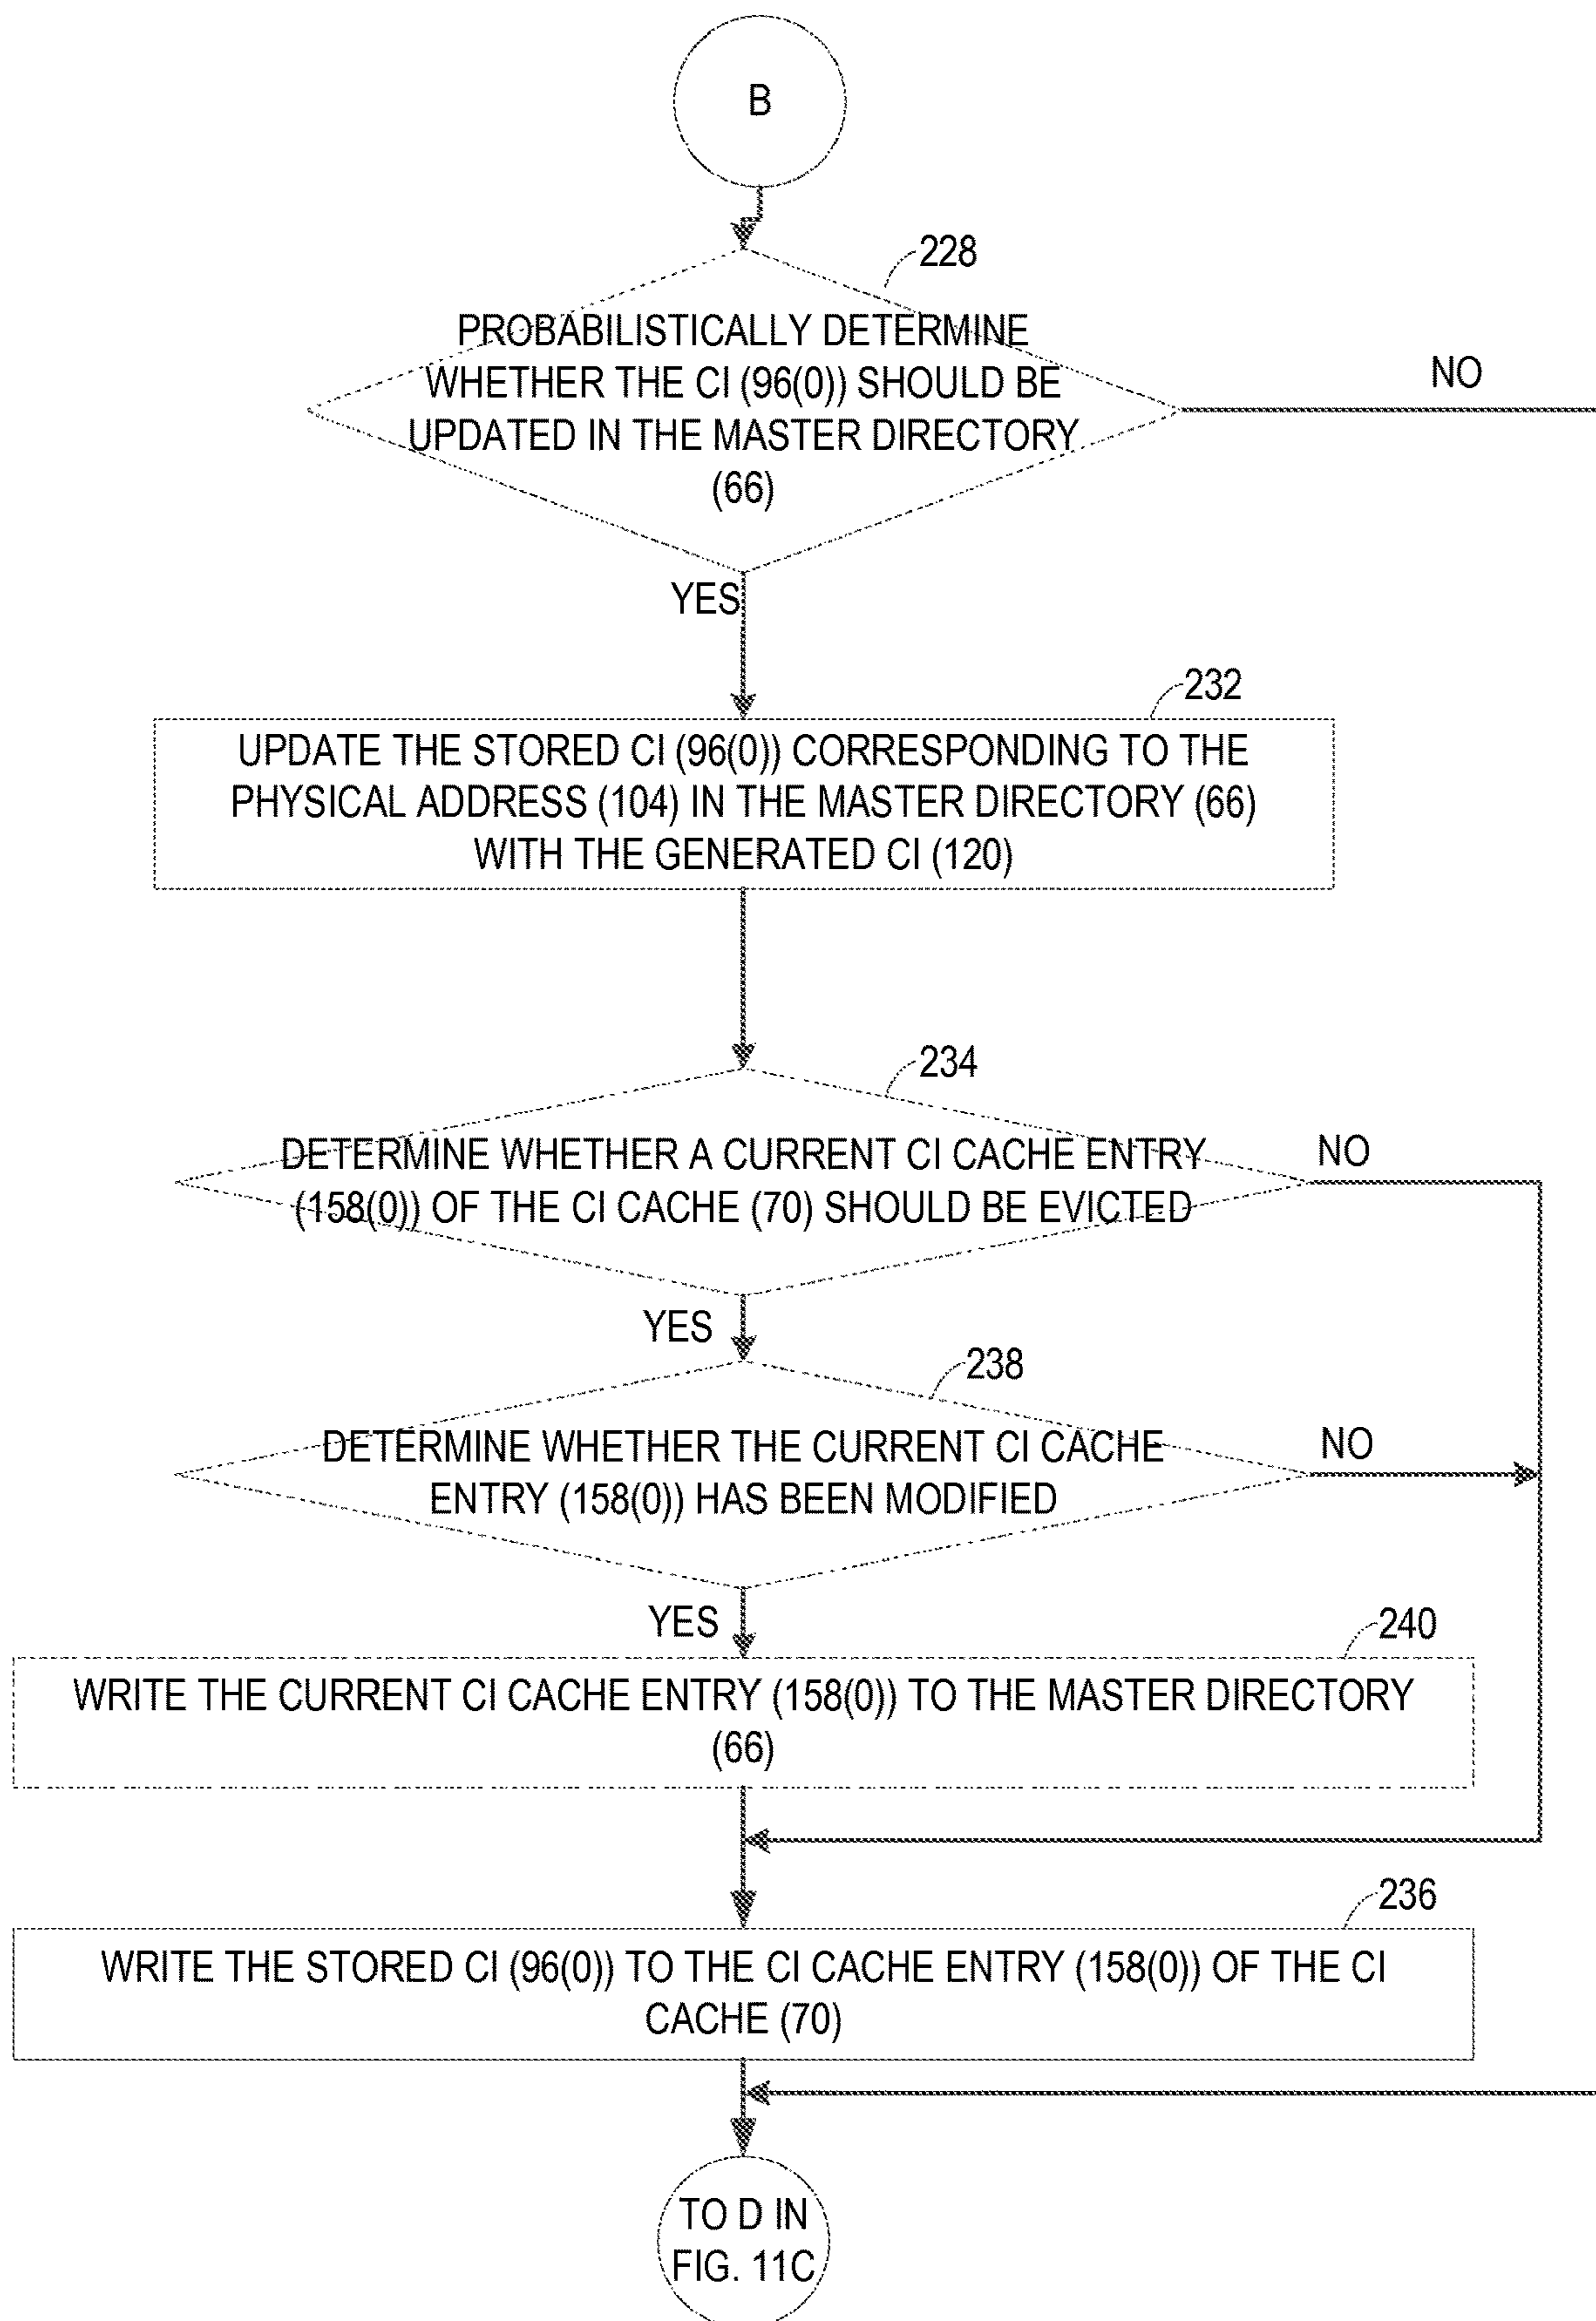 B
228
PROBABILISTICALLY DETERMINE
WHETHER THE CI (96(0)) SHOULD BE
UPDATED IN THE MASTER DIRECTORY
(66)
NO
YES
232
UPDATE THE STORED CI (96(0)) CORRESPONDING TO THE
PHYSICAL ADDRESS (104) IN THE MASTER DIRECTORY (66)
WITH THE GENERATED CI (120)
234
DETERMINE WHETHER A CURRENT CI CACHE ENTRY
(158(0)) OF THE CI CACHE (70) SHOULD BE EVICTED
NO
YES
238
DETERMINE WHETHER THE CURRENT CI CACHE
ENTRY (158(0)) HAS BEEN MODIFIED
NO
YES
240
WRITE THE CURRENT CI CACHE ENTRY (158(0)) TO THE MASTER DIRECTORY
(66)
236
WRITE THE STORED CI (96(0)) TO THE CI CACHE ENTRY (158(0)) OF THE CI
CACHE (70)
TO D IN
FIG. 11C